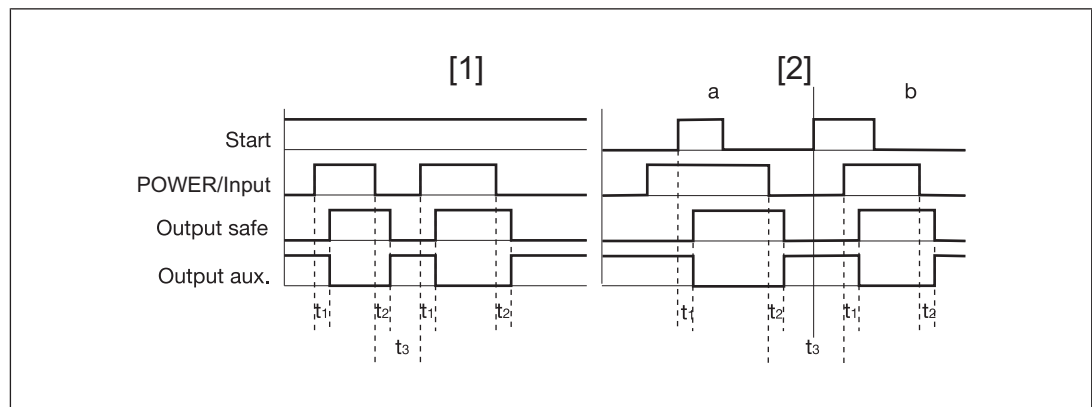 [1] [2]
a b
Start
POWER/Input
Output safe
Output aux.
t1 t2 t1 t2 t1 t2 t1 t2
t3 t3